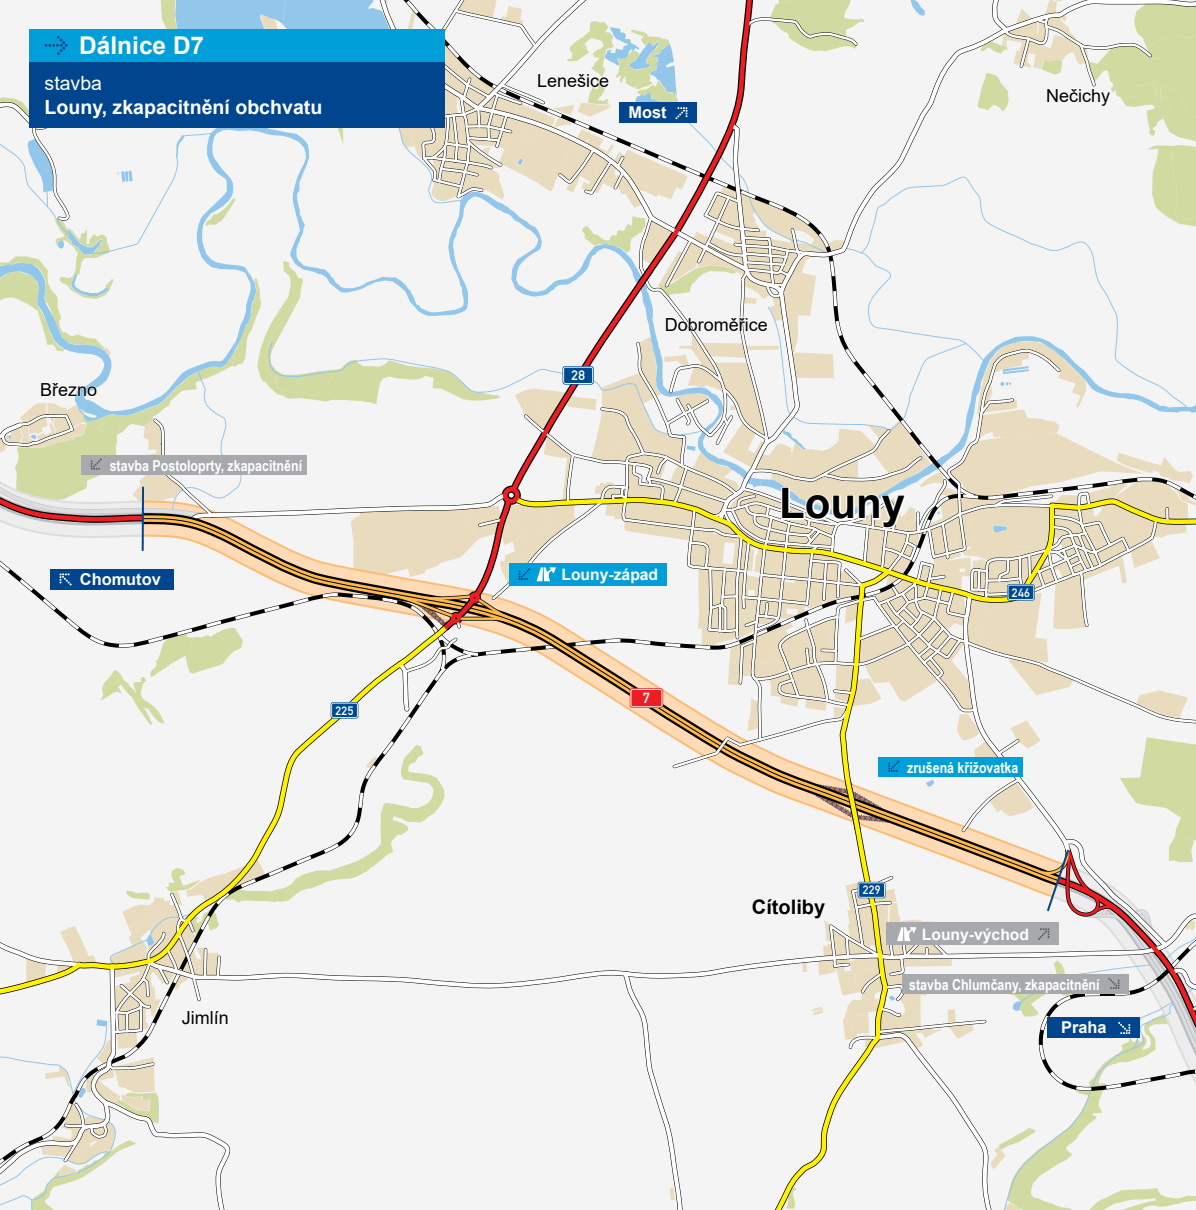 Dálnice D7
stavba
Louny, zkapacitnění obchvatu
Lenešice
Most
Nečichy
Dobroměřice
28
Březno
stavba Postoloprty, zkapacitnění
Louny
Chomutov
Louny-západ
246
7
225
zrušená křižovatka
229
Cítoliby
Louny-východ
stavba Chlumčany, zkapacitnění
Jimlín
Praha